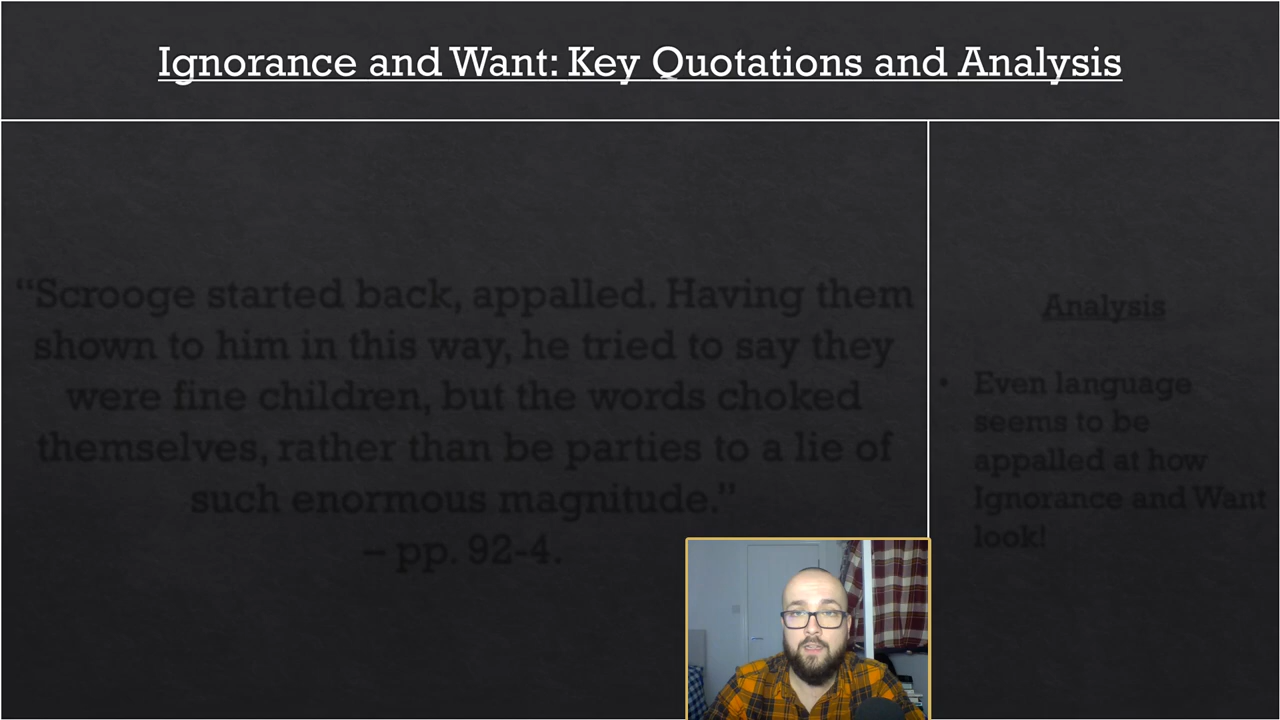 Ignorance and Want: Key Quotations and Analysis
“Scrooge started back, appalled. Having them
shown to him in this way, he tried to say they
were fine children, but the words choked
themselves, rather than be parties to a lie of
such enormous magnitude.”
– pp. 92-4.
Analysis
• Even language
seems to be
appalled at how
Ignorance and Want
look!